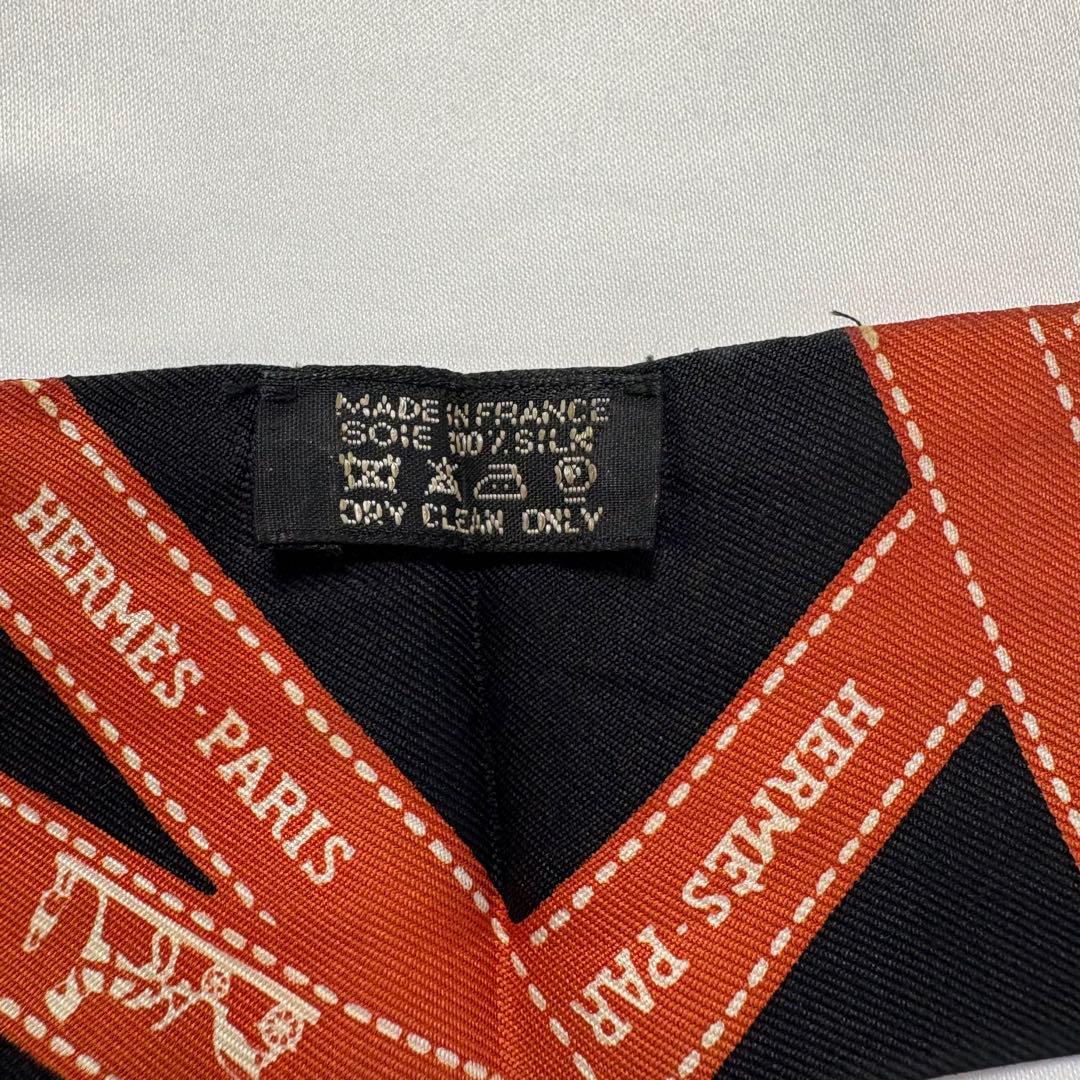 MADE IN FRANCE
SOIE 100% SILK
DRY CLEAN ONLY
HERMÈS·PARIS
HERMÈS·PAR